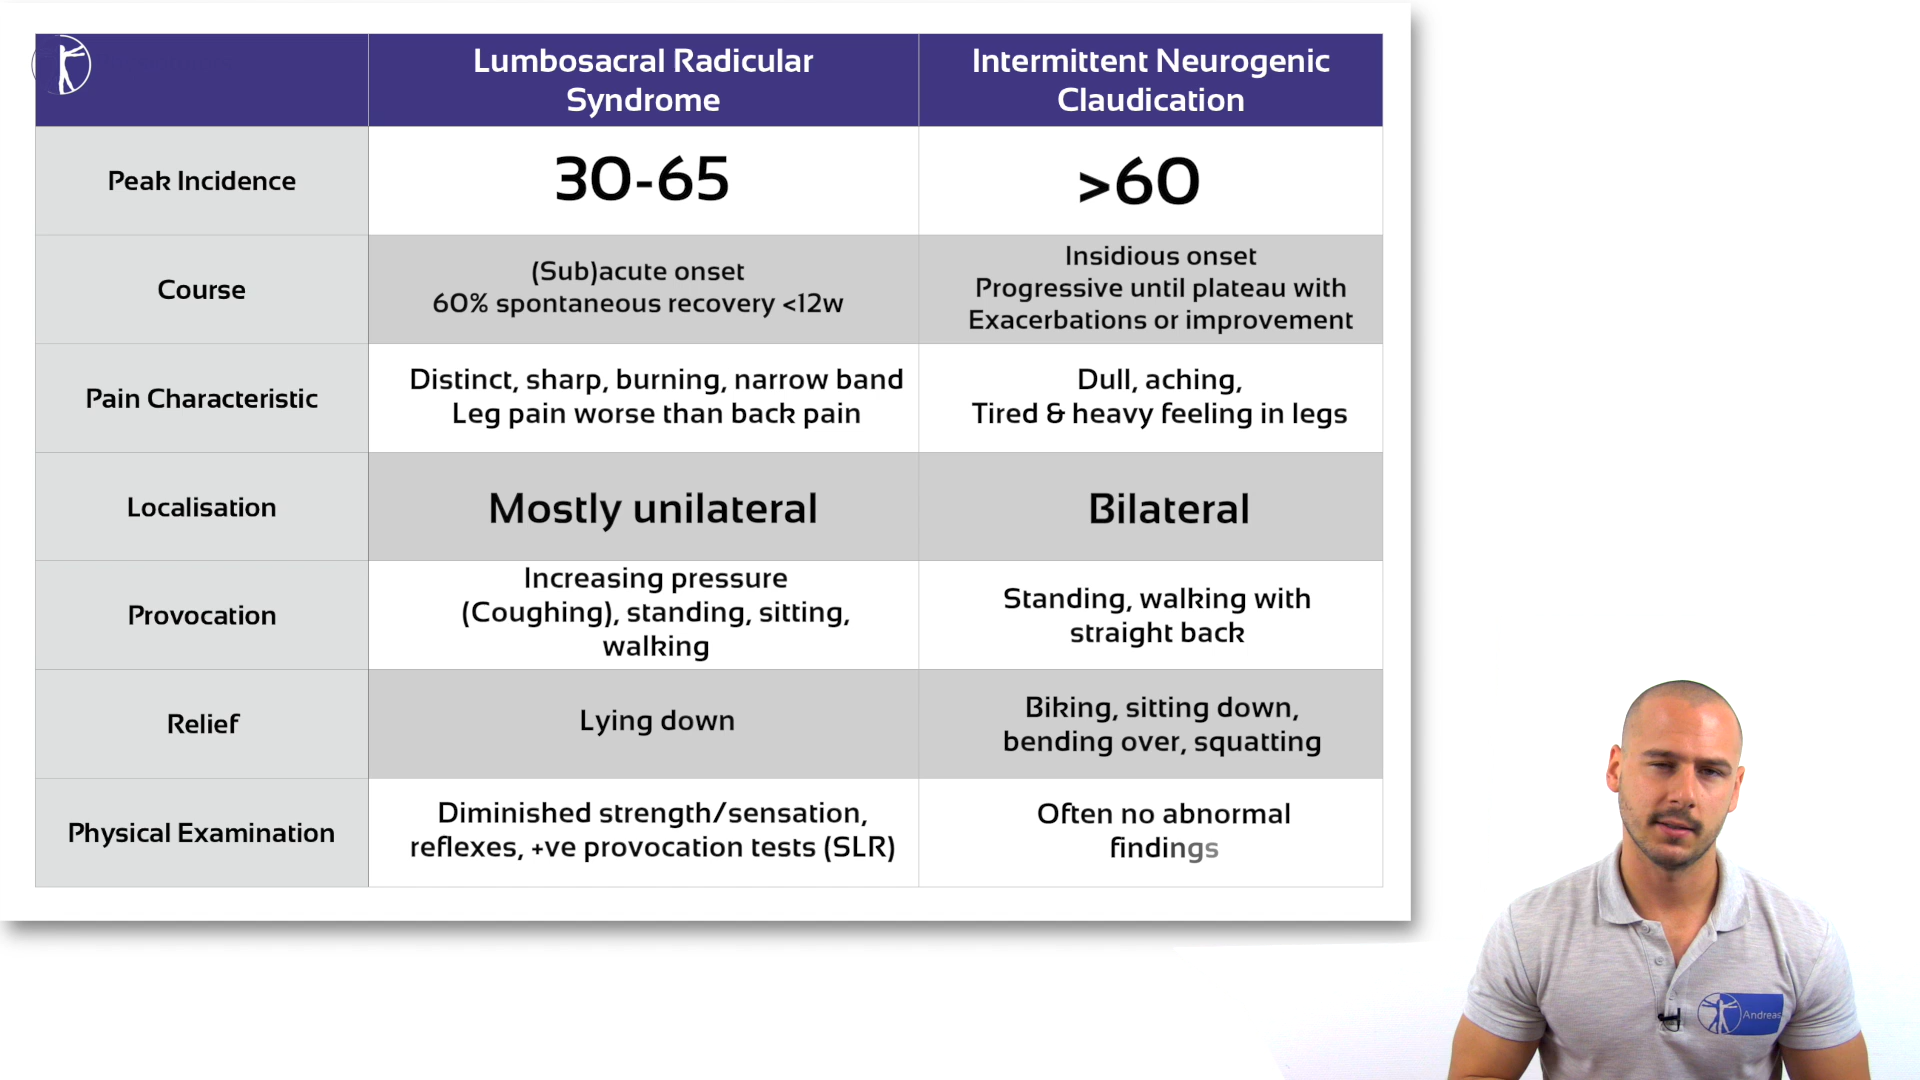 Lumbosacral Radicular
Syndrome
Intermittent Neurogenic
Claudication
Peak Incidence
30-65
>60
Course
(Sub)acute onset
60% spontaneous recovery <12w
Insidious onset
Progressive until plateau with
Exacerbations or improvement
Pain Characteristic
Distinct, sharp, burning, narrow band
Leg pain worse than back pain
Dull, aching,
Tired & heavy feeling in legs
Localisation
Mostly unilateral
Bilateral
Provocation
Increasing pressure
(Coughing), standing, sitting,
walking
Standing, walking with
straight back
Relief
Lying down
Biking, sitting down,
bending over, squatting
Physical Examination
Diminished strength/sensation,
reflexes, +ve provocation tests (SLR)
Often no abnormal
findings
Andreas